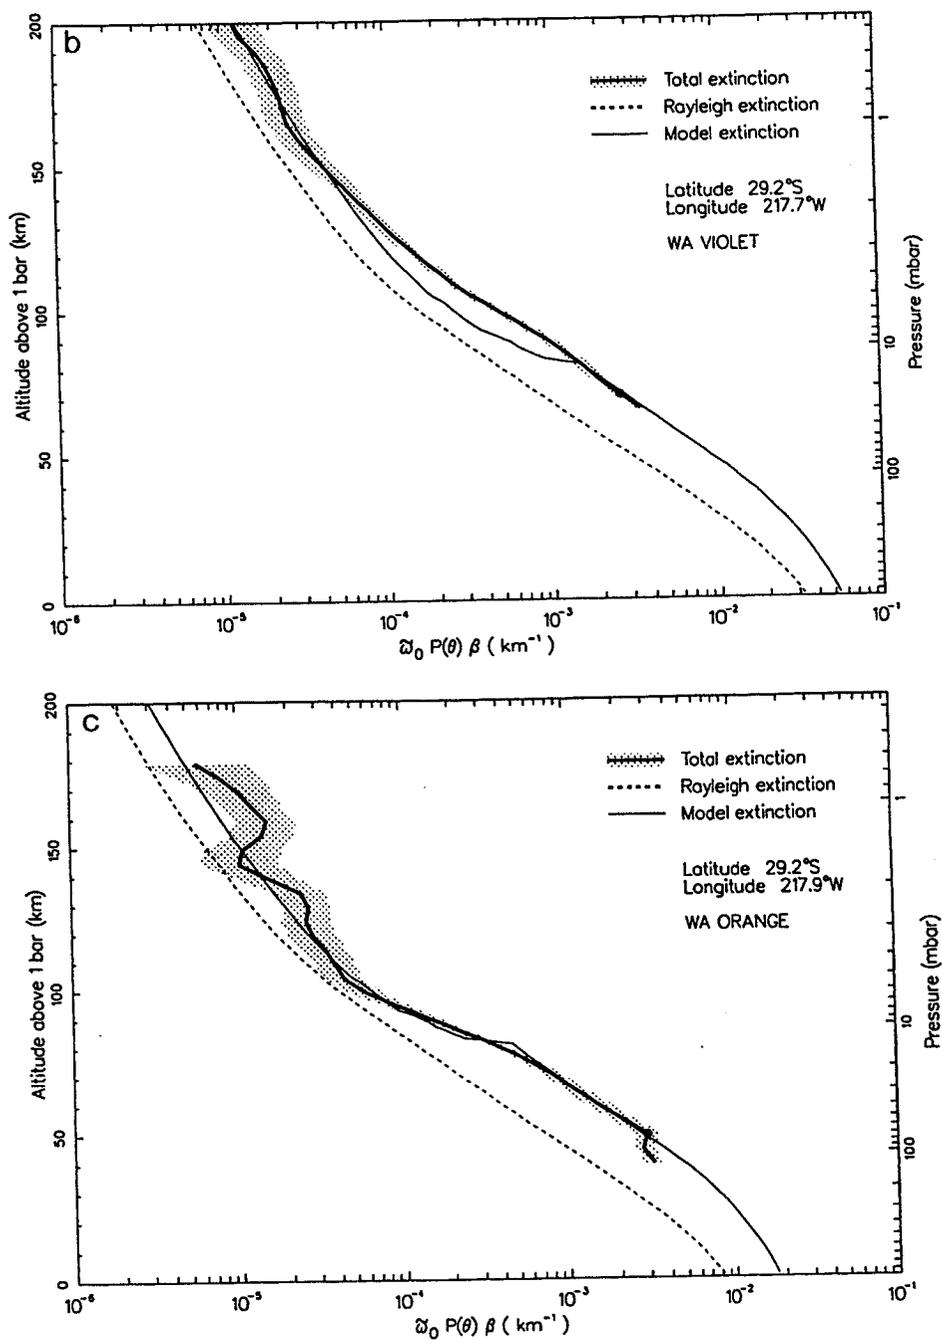 b
200
150
100
50
0
Altitude above 1 bar (km)
Total extinction
Rayleigh extinction
Model extinction
Latitude 29.2°S
Longitude 217.7°W
WA VIOLET
1
10
100
Pressure (mbar)
10⁻⁶ 10⁻⁵ 10⁻⁴ 10⁻³ 10⁻² 10⁻¹
ω̃₀ P(θ) β ( km⁻¹ )
c
200
150
100
50
0
Altitude above 1 bar (km)
Total extinction
Rayleigh extinction
Model extinction
Latitude 29.2°S
Longitude 217.9°W
WA ORANGE
1
10
100
Pressure (mbar)
10⁻⁶ 10⁻⁵ 10⁻⁴ 10⁻³ 10⁻² 10⁻¹
ω̃₀ P(θ) β ( km⁻¹ )